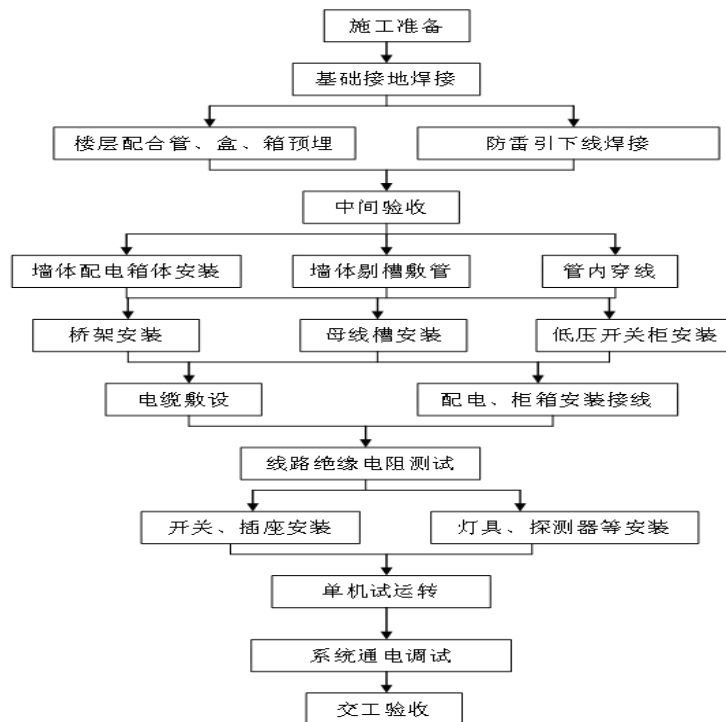 施工准备
基础接地焊接
楼层配合管、盒、箱预埋
防雷引下线焊接
中间验收
墙体配电箱体安装
墙体剔槽敷管
管内穿线
桥架安装
母线槽安装
低压开关柜安装
电缆敷设
配电、柜箱安装接线
线路绝缘电阻测试
开关、插座安装
灯具、探测器等安装
单机试运转
系统通电调试
交工验收